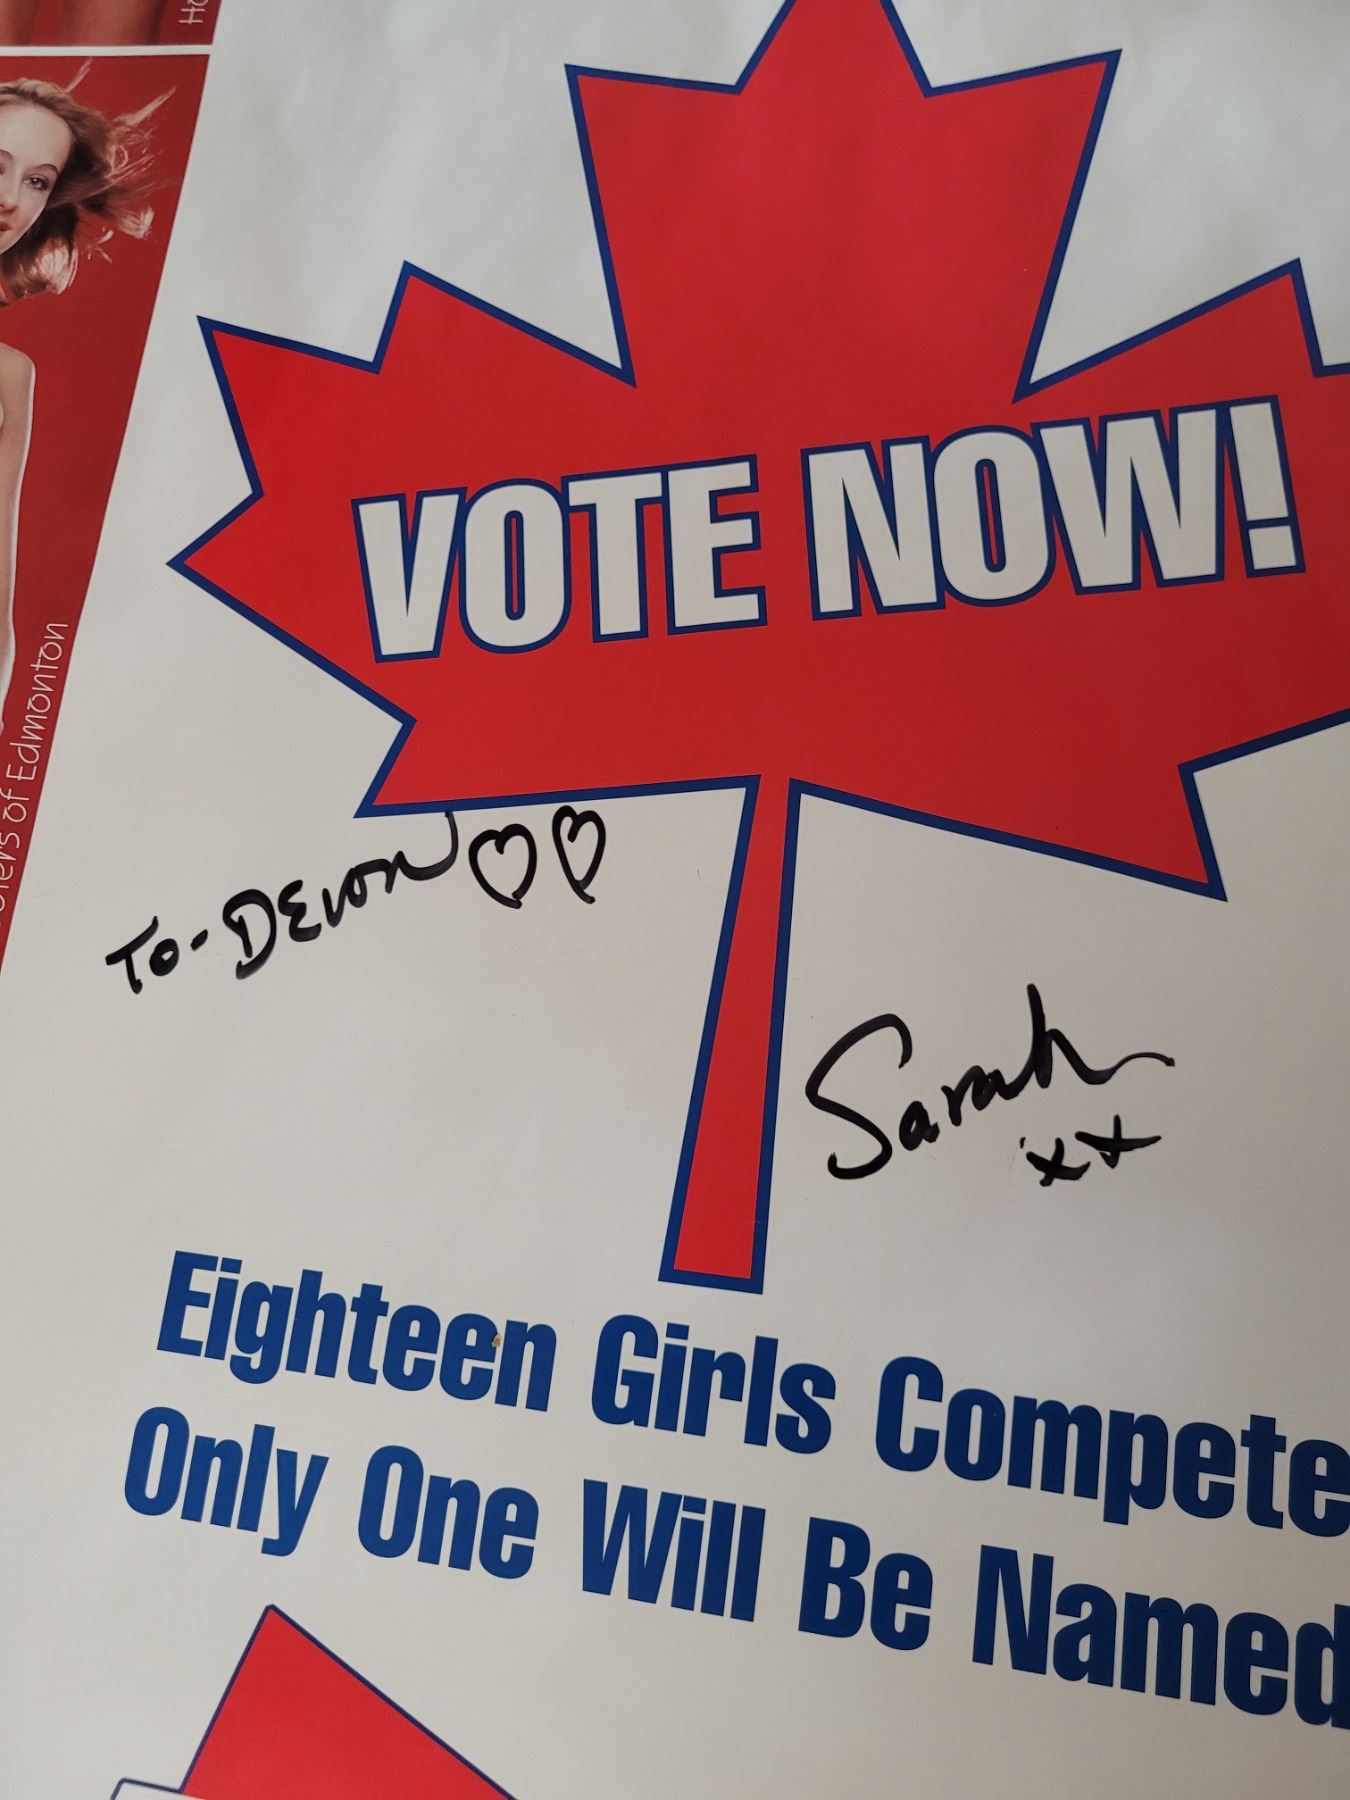 VOTE NOW!
of Edmonton
To-DEVON
Sarah
xx
Eighteen Girls Compete
Only One Will Be Named